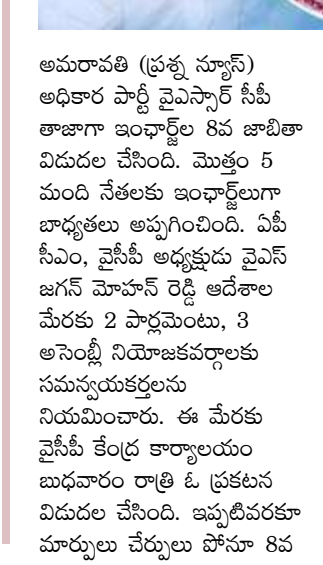 అమరావతి (ప్రశ్న న్యూస్)
అధికార పార్టీ వైఎస్సార్ సీపీ
తాజాగా ఇంఛార్జ్‌ల 8వ జాబితా
విడుదల చేసింది. మొత్తం 5
మంది నేతలకు ఇంఛార్జ్‌లుగా
బాధ్యతలు అప్పగించింది. ఏపీ
సీఎం, వైసీపీ అధ్యక్షుడు వైఎస్
జగన్ మోహన్ రెడ్డి ఆదేశాల
మేరకు 2 పార్లమెంటు, 3
అసెంబ్లీ నియోజకవర్గాలకు
సమన్వయకర్తలను
నియమించారు. ఈ మేరకు
వైసీపీ కేంద్ర కార్యాలయం
బుధవారం రాత్రి ఓ ప్రకటన
విడుదల చేసింది. ఇప్పటివరకూ
మార్పులు చేర్పులు పోనూ 8వ